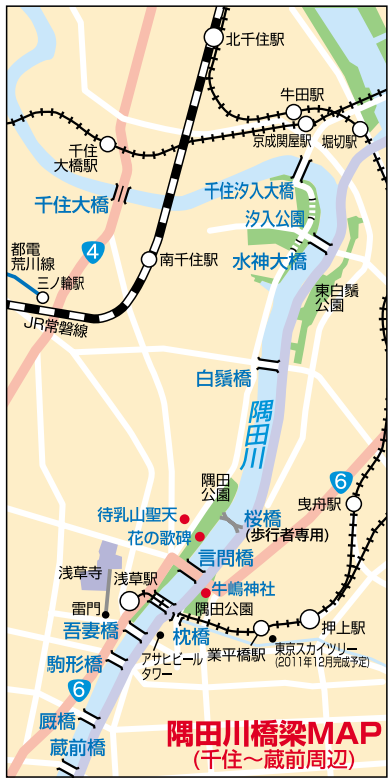 北千住駅
牛田駅
京成関屋駅
堀切駅
千住
大橋駅
千住汐入大橋
千住大橋
汐入公園
4
都電
荒川線
南千住駅
水神大橋
三ノ輪駅
東白鬚
公園
JR常磐線
白鬚橋
隅田川
隅田
公園
6
曳舟駅
待乳山聖天
桜橋
(歩行者専用)
花の歌碑
言問橋
浅草寺
浅草駅
牛嶋神社
雷門
隅田公園
押上駅
吾妻橋
枕橋
業平橋駅
東京スカイツリー
(2011年12月完成予定)
アサヒビール
タワー
駒形橋
6
厩橋
蔵前橋
隅田川橋梁MAP
(千住～蔵前周辺)